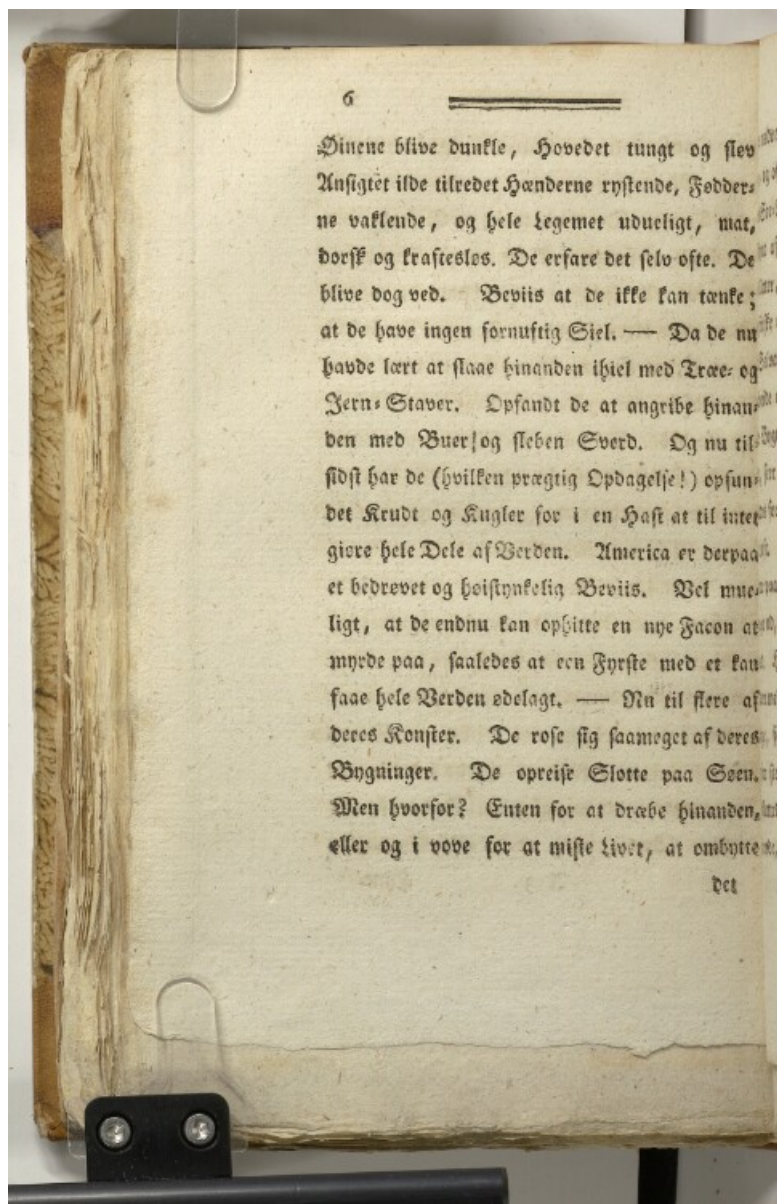 6
Øinene blive dunkle, Hovedet tungt og sløv
Ansigtet ilde tilredet Hænderne rystende, Fødder-
ne vaklende, og hele Legemet udueligt, mat,
dorsk og kraftesløs. De erfare det selv ofte. De
blive dog ved. Beviis at de ikke kan tænke;
at de have ingen fornuftig Siel. — Da de nu
havde lært at slaae hinanden ihiel med Træe- og
Jern-Staver. Opfandt de at angribe hinan-
den med Buer og sleben Sverd. Og nu til-
sidst har de (hvilken prægtig Opdagelse!) opfun-
det Krudt og Kugler for i en Hast at til intet
giøre hele Dele af Verden. America er derpaa
et bedrøvet og høistynkelig Beviis. Vel mue-
ligt, at de endnu kan ophitte en nye Facon at
myrde paa, saaledes at een Fyrste med et kan
faae hele Verden ødelagt. — Nu til flere af
deres Konster. De rose sig saameget af deres
Bygninger. De opreise Slotte paa Søen.
Men hvorfor? Enten for at dræbe hinanden,
eller og i vove for at miste Livet, at ombytte
det